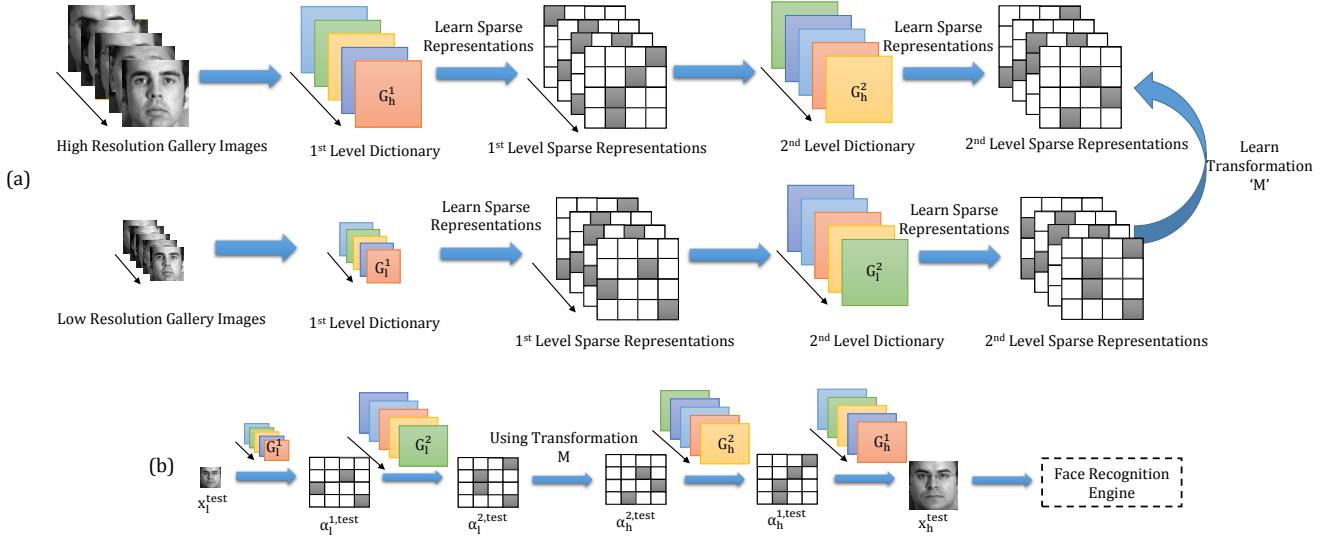 Learn Sparse
Representations
Learn Sparse
Representations
G_h^1
G_h^2
High Resolution Gallery Images
1st Level Dictionary
1st Level Sparse Representations
2nd Level Dictionary
2nd Level Sparse Representations
Learn
Transformation
'M'
(a)
Learn Sparse
Representations
Learn Sparse
Representations
G_l^1
G_l^2
Low Resolution Gallery Images
1st Level Dictionary
1st Level Sparse Representations
2nd Level Dictionary
2nd Level Sparse Representations
(b)
G_l^1
G_l^2
Using Transformation
M
G_h^2
G_h^1
Face Recognition
Engine
x_l^test
α_l^1,test
α_l^2,test
α_h^2,test
α_h^1,test
x_h^test